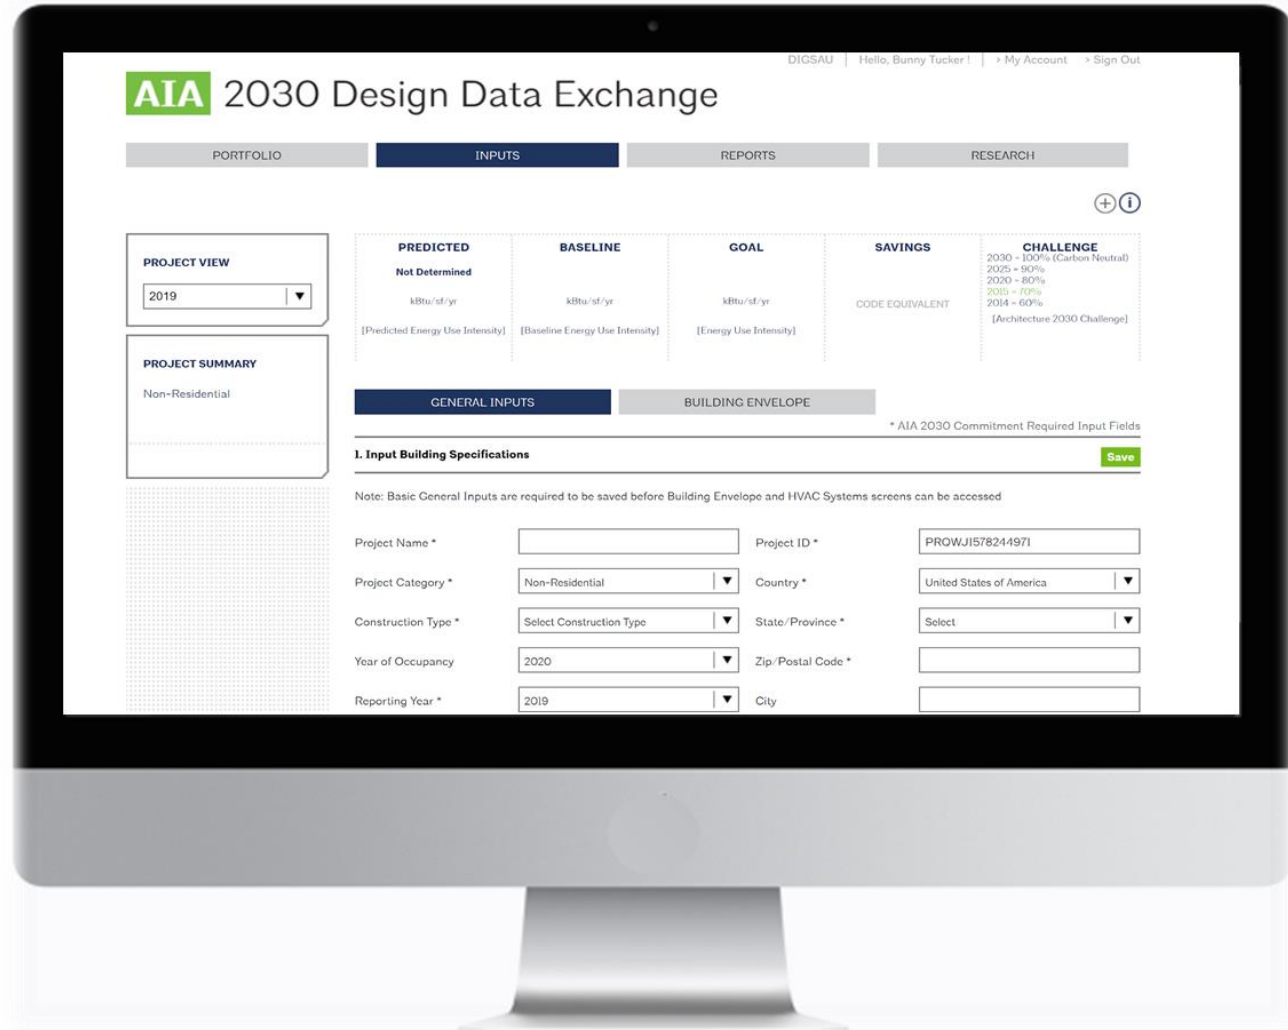 DIGSAU Hello, Bunny Tucker ! > My Account > Sign Out
AIA 2030 Design Data Exchange
PORTFOLIO INPUTS REPORTS RESEARCH
+ i
PROJECT VIEW
2019
PROJECT SUMMARY
Non-Residential
PREDICTED
Not Determined
kBtu/sf/yr
[Predicted Energy Use Intensity]
BASELINE
kBtu/sf/yr
[Baseline Energy Use Intensity]
GOAL
kBtu/sf/yr
[Energy Use Intensity]
SAVINGS
CODE EQUIVALENT
CHALLENGE
2030 - 100% (Carbon Neutral)
2025 - 90%
2020 - 80%
2015 - 70%
2014 - 60%
[Architecture 2030 Challenge]
GENERAL INPUTS BUILDING ENVELOPE
* AIA 2030 Commitment Required Input Fields
1. Input Building Specifications Save
Note: Basic General Inputs are required to be saved before Building Envelope and HVAC Systems screens can be accessed
Project Name * Project ID * PRQWJ1578244971
Project Category * Non-Residential Country * United States of America
Construction Type * Select Construction Type State/Province * Select
Year of Occupancy 2020 Zip/Postal Code *
Reporting Year * 2019 City